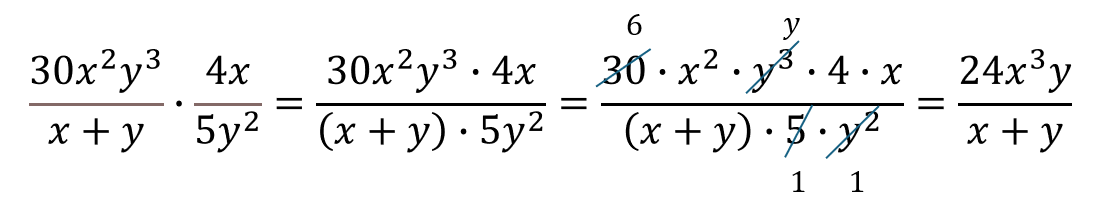 6 y
30x²y³ / x + y · 4x / 5y² = 30x²y³ · 4x / (x + y) · 5y² = 30 · x² · y³ · 4 · x / (x + y) · 5 · y² = 24x³y / x + y
1 1